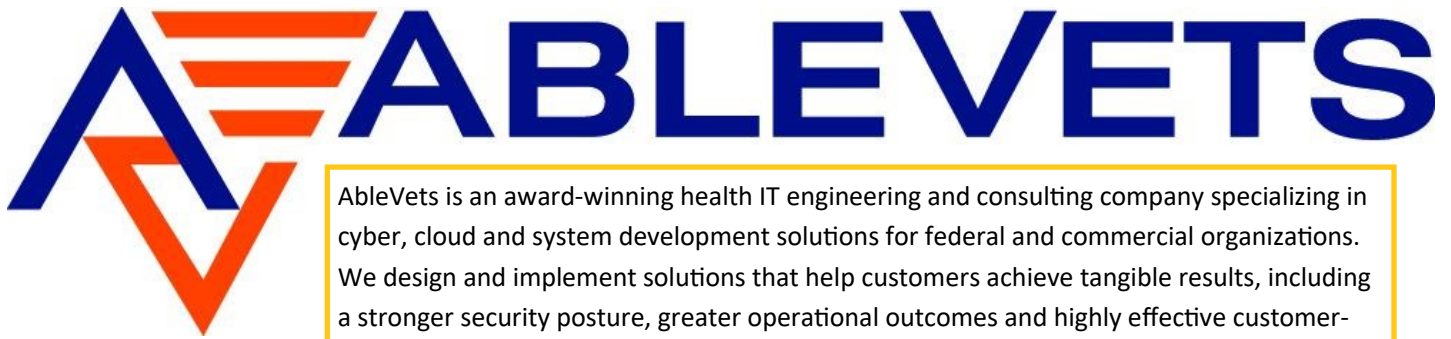 ABLEVETS
AbleVets is an award-winning health IT engineering and consulting company specializing in
cyber, cloud and system development solutions for federal and commercial organizations.
We design and implement solutions that help customers achieve tangible results, including
a stronger security posture, greater operational outcomes and highly effective customer-